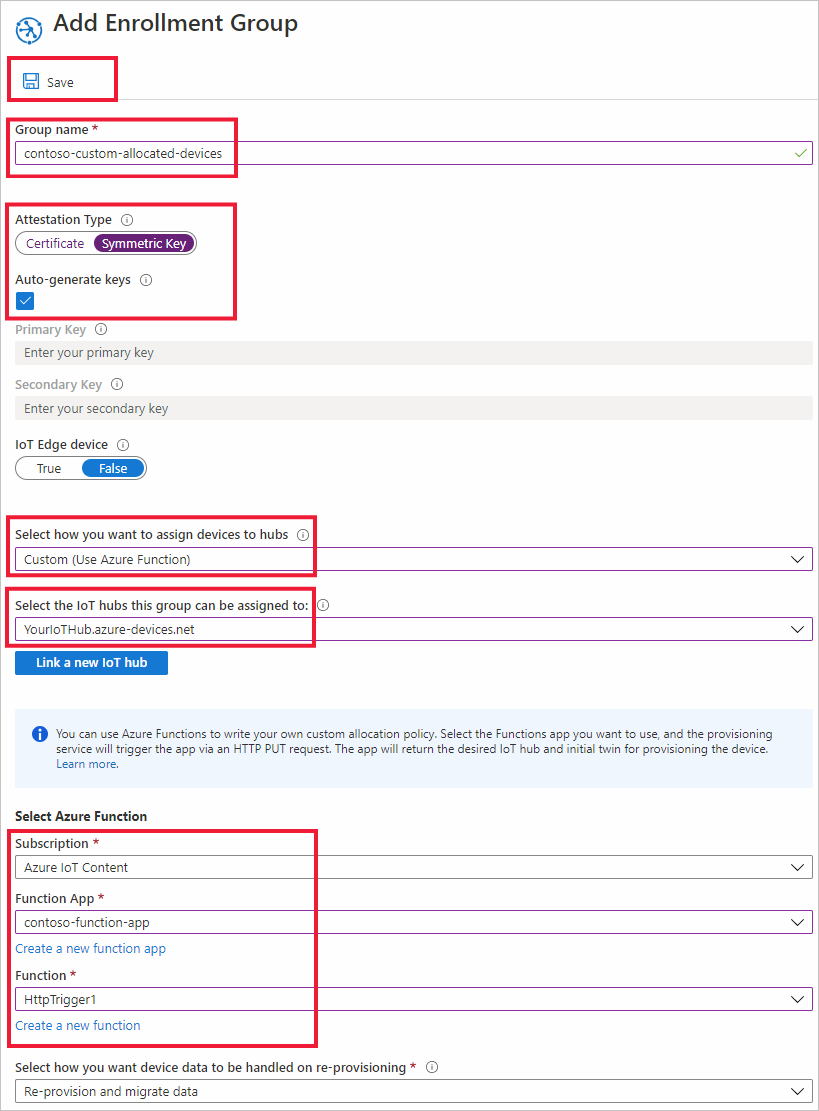 Add Enrollment Group
Save
Group name *
contoso-custom-allocated-devices
Attestation Type
Certificate Symmetric Key
Auto-generate keys
Primary Key
Enter your primary key
Secondary Key
Enter your secondary key
IoT Edge device
True False
Select how you want to assign devices to hubs
Custom (Use Azure Function)
Select the IoT hubs this group can be assigned to:
YourIoTHub.azure-devices.net
Link a new IoT hub
You can use Azure Functions to write your own custom allocation policy. Select the Functions app you want to use, and the provisioning
service will trigger the app via an HTTP PUT request. The app will return the desired IoT hub and initial twin for provisioning the device.
Learn more.
Select Azure Function
Subscription *
Azure IoT Content
Function App *
contoso-function-app
Create a new function app
Function *
HttpTrigger1
Create a new function
Select how you want device data to be handled on re-provisioning *
Re-provision and migrate data